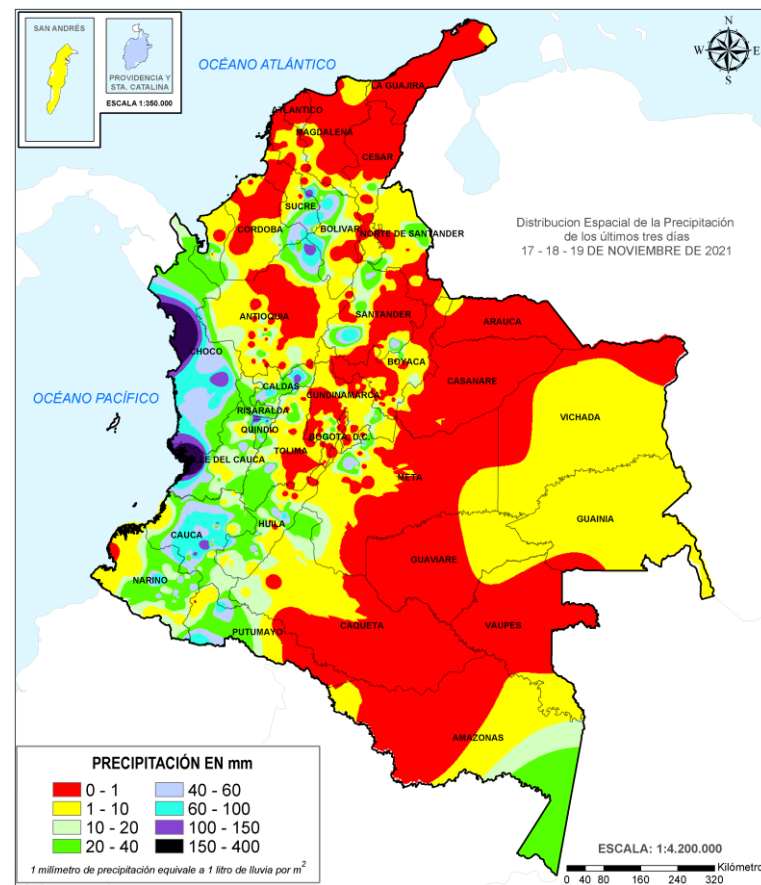 SAN ANDRÉS
PROVIDENCIA Y
STA. CATALINA
ESCALA 1:350.000
OCÉANO ATLÁNTICO
N
W
E
S
LA GUAJIRA
ATLANTICO
MAGDALENA
CESAR
SUCRE
CORDOBA
BOLIVAR
NORTE DE SANTANDER
Distribucion Espacial de la Precipitación
de los últimos tres días
17 - 18 - 19 DE NOVIEMBRE DE 2021
ANTIOQUIA
SANTANDER
ARAUCA
CHOCO
BOYACA
CASANARE
CALDAS
CUNDINAMARCA
OCÉANO PACÍFICO
RISARALDA
VICHADA
QUINDIO
BOGOTA D.C.
TOLIMA
E DEL CAUCA
META
GUAINIA
HUILA
CAUCA
GUAVIARE
NARINO
PUTUMAYO
CAQUETA
VAUPES
AMAZONAS
PRECIPITACIÓN EN mm
0 - 1
40 - 60
1 - 10
60 - 100
10 - 20
100 - 150
20 - 40
150 - 400
1 milímetro de precipitación equivale a 1 litro de lluvia por m2
ESCALA: 1:4.200.000
Kilómetro
0 40 80 160 240 320